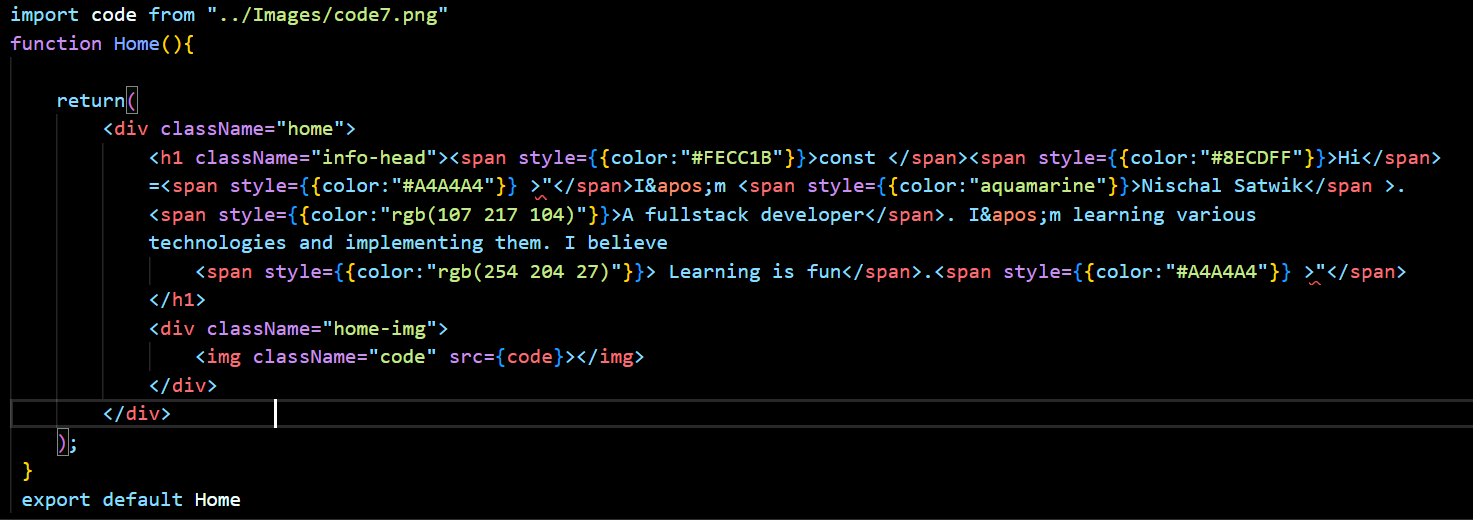 import code from "../Images/code7.png"
function Home(){
return(
<div className="home">
<h1 className="info-head"><span style={{color:"#FECC1B"}}>const </span><span style={{color:"#8ECDFF"}}>Hi</span>
=<span style={{color:"#A4A4A4"}} >"</span>I&apos;m <span style={{color:"aquamarine"}}>Nischal Satwik</span >.
<span style={{color:"rgb(107 217 104)"}}>A fullstack developer</span>. I&apos;m learning various
technologies and implementing them. I believe
<span style={{color:"rgb(254 204 27)"}}> Learning is fun</span>.<span style={{color:"#A4A4A4"}} >"</span>
</h1>
<div className="home-img">
<img className="code" src={code}></img>
</div>
</div>
);
}
export default Home